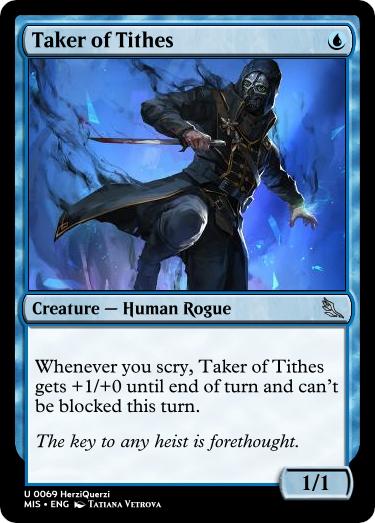 Taker of Tithes
Creature — Human Rogue
Whenever you scry, Taker of Tithes
gets +1/+0 until end of turn and can't
be blocked this turn.
The key to any heist is forethought.
1/1
U 0069 HerziQuerzi
MIS • ENG Tatiana Vetrova